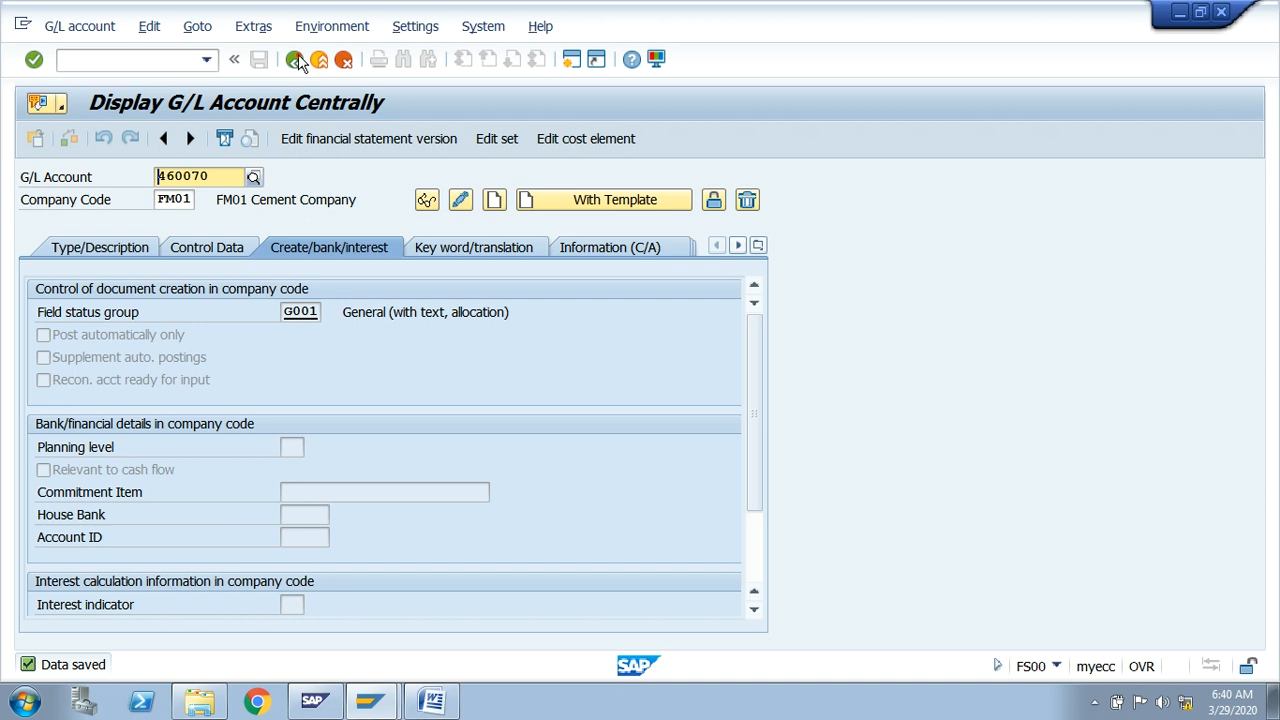 G/L account Edit Goto Extras Environment Settings System Help
Display G/L Account Centrally
Edit financial statement version Edit set Edit cost element
G/L Account 460070
Company Code FM01 FM01 Cement Company With Template
Type/Description Control Data Create/bank/interest Key word/translation Information (C/A)
Control of document creation in company code
Field status group G001 General (with text, allocation)
Post automatically only
Supplement auto. postings
Recon. acct ready for input
Bank/financial details in company code
Planning level
Relevant to cash flow
Commitment Item
House Bank
Account ID
Interest calculation information in company code
Interest indicator
Data saved SAP FS00 myecc OVR
SAP 6:40 AM
3/29/2020